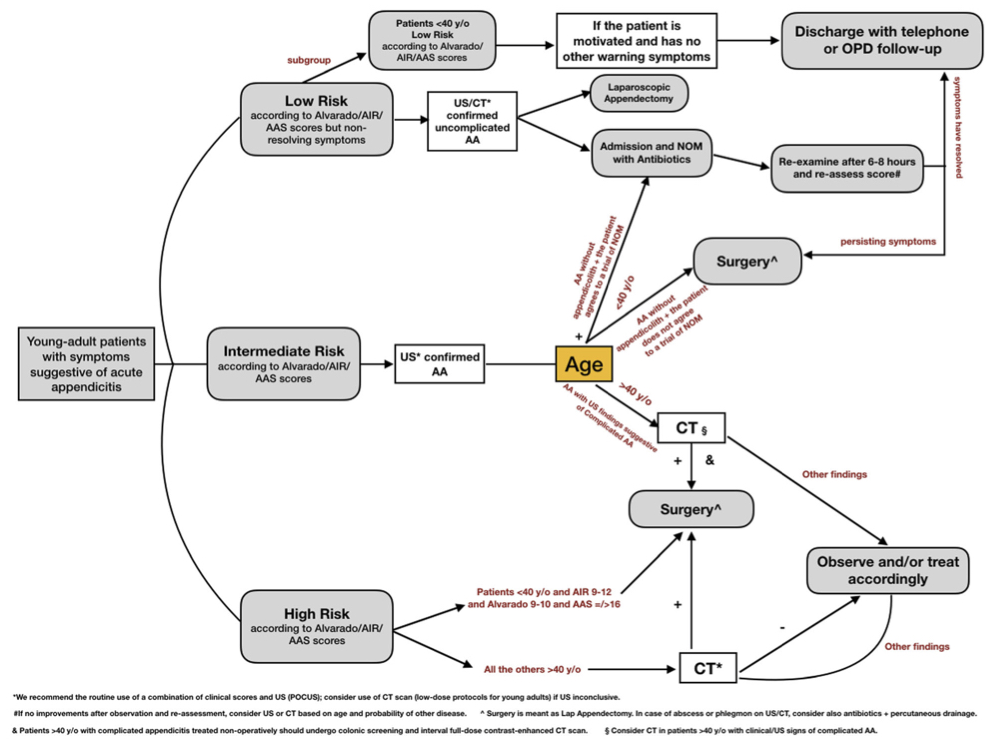 Patients <40 y/o
Low Risk
according to Alvarado/
AIR/AAS scores
If the patient is
motivated and has no
other warning symptoms
Discharge with telephone
or OPD follow-up
subgroup
Low Risk
according to Alvarado/AIR/
AAS scores but non-
resolving symptoms
US/CT*
confirmed
uncomplicated
AA
Laparoscopic
Appendectomy
Admission and NOM
with Antibiotics
Re-examine after 6-8 hours
and re-assess score#
symptoms have resolved
persisting symptoms
Surgery^
AA without
appendicolith + the patient
agrees to a trial of NOM
<40 y/o
AA without
appendicolith + the patient
does not agree
to a trial of NOM
+
Young-adult patients
with symptoms
suggestive of acute
appendicitis
Intermediate Risk
according to Alvarado/AIR/
AAS scores
US* confirmed
AA
Age
>40 y/o
AA with US findings suggestive
of Complicated AA
CT §
+ &
Other findings
Surgery^
Observe and/or treat
accordingly
High Risk
according to Alvarado/AIR/
AAS scores
Patients <40 y/o and AIR 9-12
and Alvarado 9-10 and AAS =/>16
+
-
Other findings
All the others >40 y/o
CT*
*We recommend the routine use of a combination of clinical scores and US (POCUS); consider use of CT scan (low-dose protocols for young adults) if US inconclusive.
#If no improvements after observation and re-assessment, consider US or CT based on age and probability of other disease. ^ Surgery is meant as Lap Appendectomy. In case of abscess or phlegmon on US/CT, consider also antibiotics + percutaneous drainage.
& Patients >40 y/o with complicated appendicitis treated non-operatively should undergo colonic screening and interval full-dose contrast-enhanced CT scan. § Consider CT in patients >40 y/o with clinical/US signs of complicated AA.